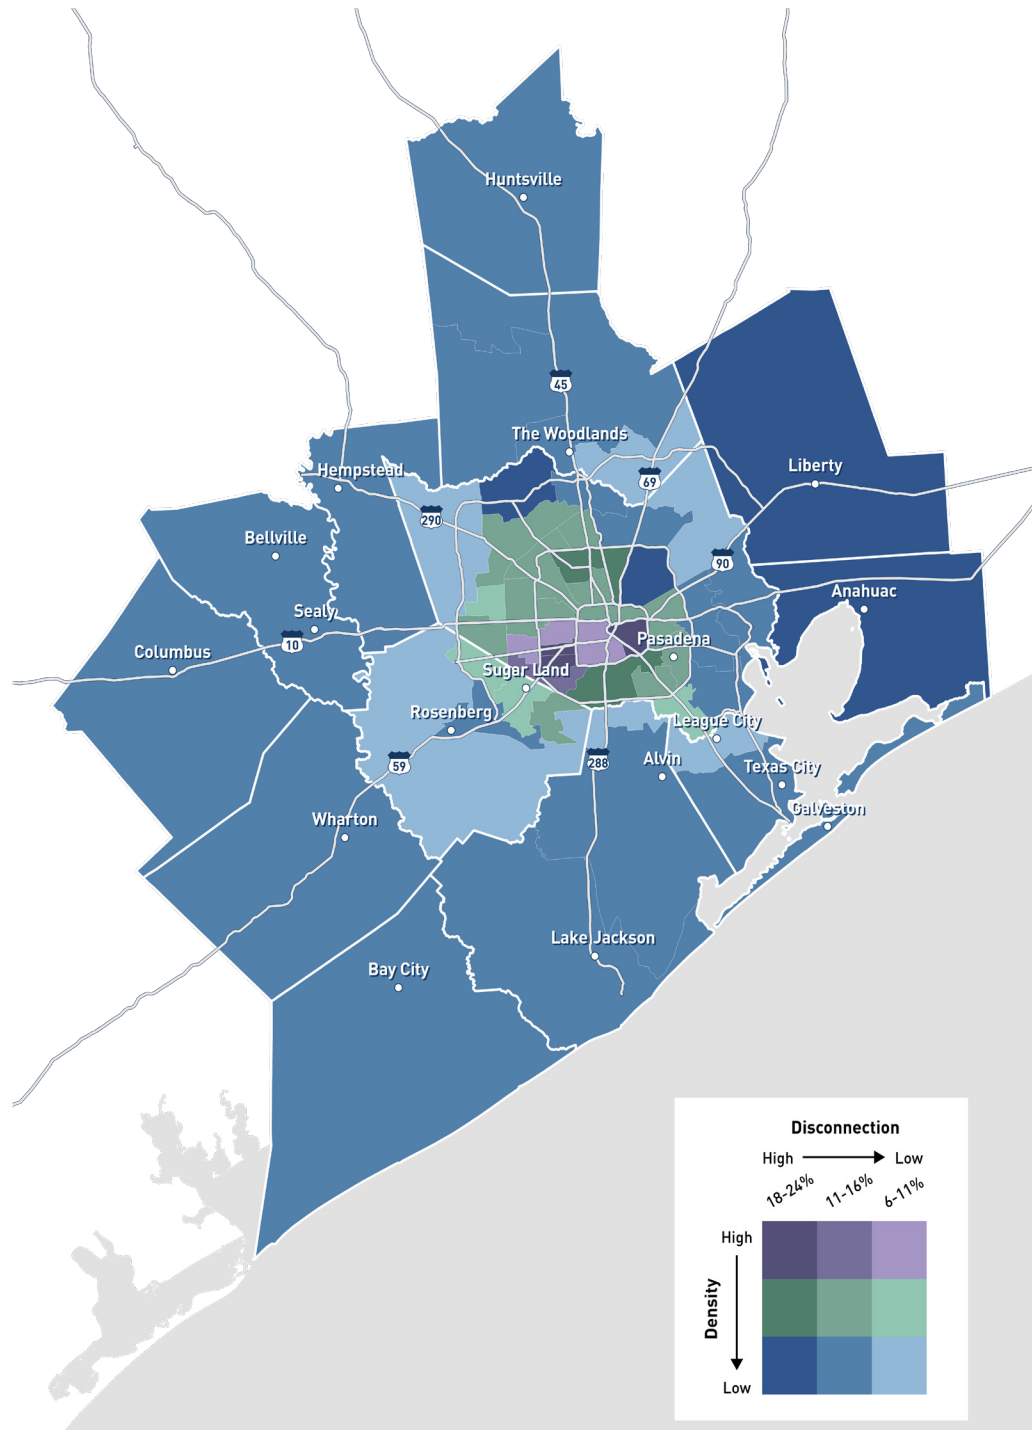 Huntsville
45
The Woodlands
Hempstead
69
Liberty
290
Bellville
90
Anahuac
Sealy
10
Columbus
Pasadena
Sugar Land
Rosenberg
League City
59
288
Alvin
Texas City
Wharton
Galveston
Lake Jackson
Bay City
Disconnection
High
Low
18-24%
11-16%
6-11%
High
Density
Low